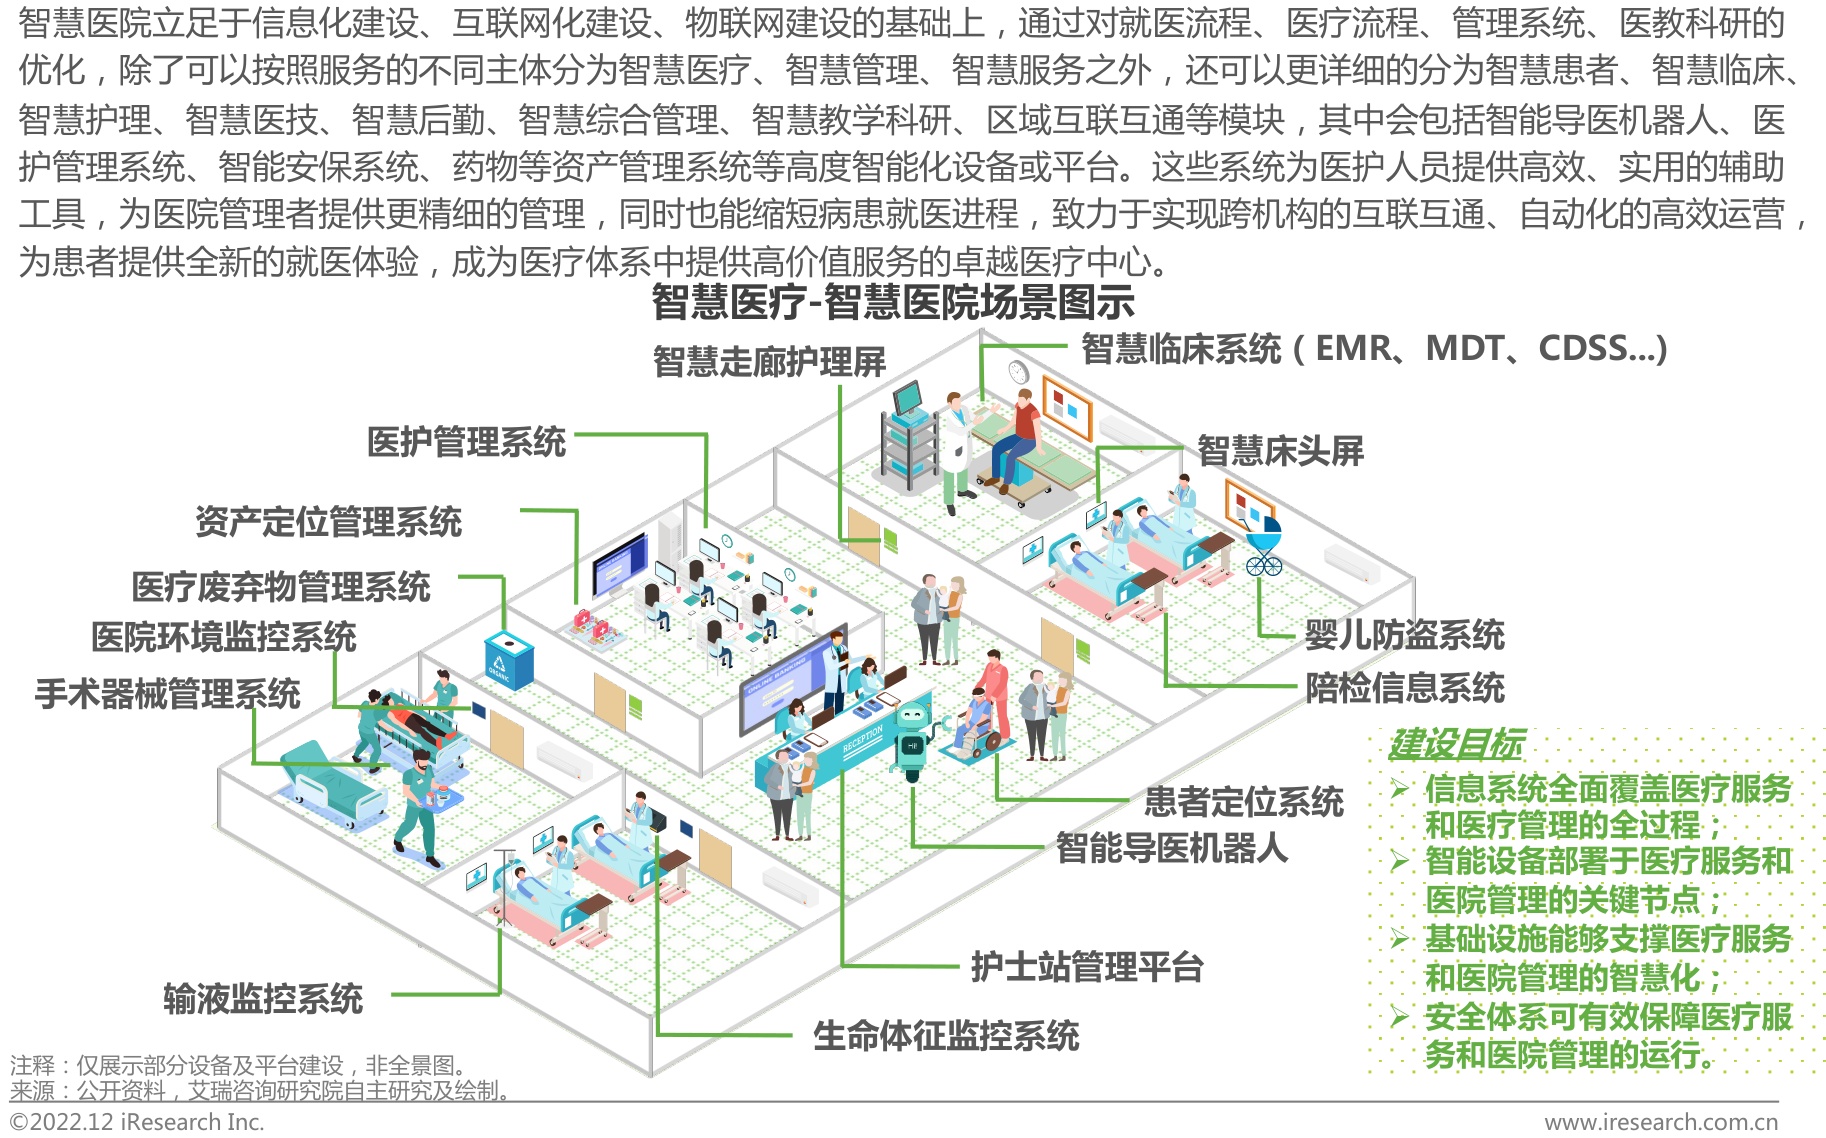 智慧医院立足于信息化建设、互联网化建设、物联网建设的基础上，通过对就医流程、医疗流程、管理系统、医教科研的
优化，除了可以按照服务的不同主体分为智慧医疗、智慧管理、智慧服务之外，还可以更详细的分为智慧患者、智慧临床、
智慧护理、智慧医技、智慧后勤、智慧综合管理、智慧教学科研、区域互联互通等模块，其中会包括智能导医机器人、医
护管理系统、智能安保系统、药物等资产管理系统等高度智能化设备或平台。这些系统为医护人员提供高效、实用的辅助
工具，为医院管理者提供更精细的管理，同时也能缩短病患就医进程，致力于实现跨机构的互联互通、自动化的高效运营，
为患者提供全新的就医体验，成为医疗体系中提供高价值服务的卓越医疗中心。
智慧医疗-智慧医院场景图示
智慧临床系统（EMR、MDT、CDSS...)
智慧走廊护理屏
医护管理系统
智慧床头屏
资产定位管理系统
医疗废弃物管理系统
医院环境监控系统
手术器械管理系统
婴儿防盗系统
陪检信息系统
ORGANIC
ONLINE BANKING
RECEPTION
Hi!
患者定位系统
智能导医机器人
护士站管理平台
输液监控系统
生命体征监控系统
建设目标
➢ 信息系统全面覆盖医疗服务
和医疗管理的全过程；
➢ 智能设备部署于医疗服务和
医院管理的关键节点；
➢ 基础设施能够支撑医疗服务
和医院管理的智慧化；
➢ 安全体系可有效保障医疗服
务和医院管理的运行。
注释：仅展示部分设备及平台建设，非全景图。
来源：公开资料，艾瑞咨询研究院自主研究及绘制。
©2022.12 iResearch Inc.
www.iresearch.com.cn